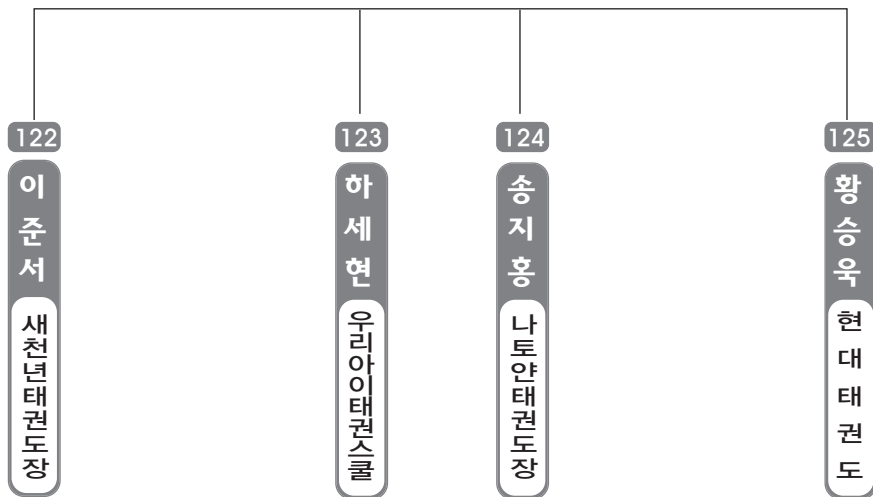 122
이준서
새천년태권도장
123
하세현
우리아이태권스쿨
124
송지홍
나토얀태권도장
125
황승욱
현대태권도